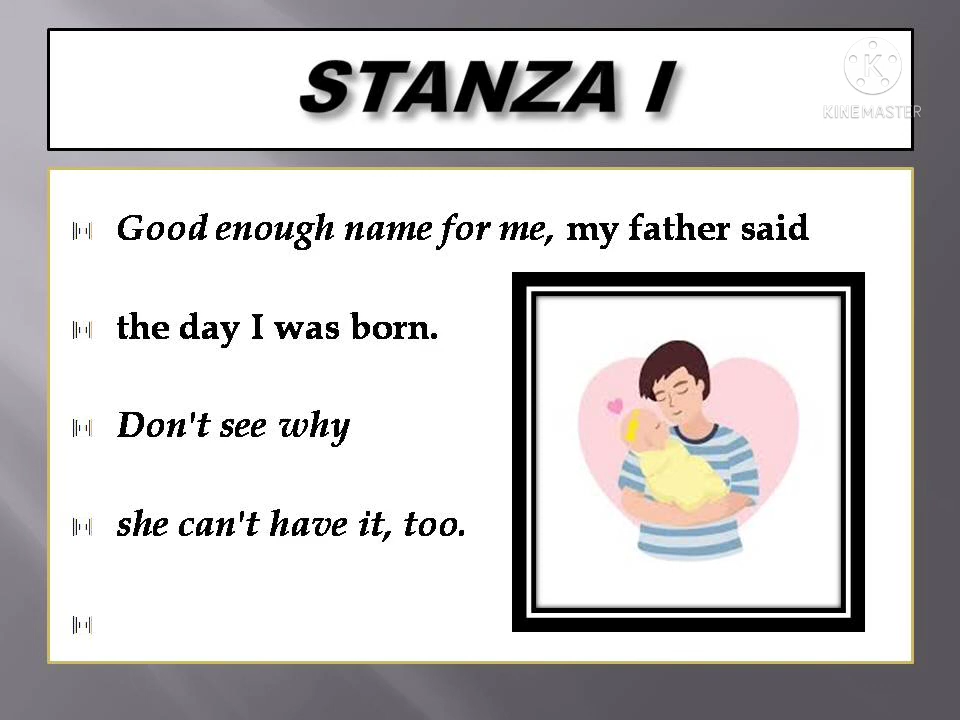 STANZA I
K
KINEMASTER
Good enough name for me, my father said
the day I was born.
Don't see why
she can't have it, too.